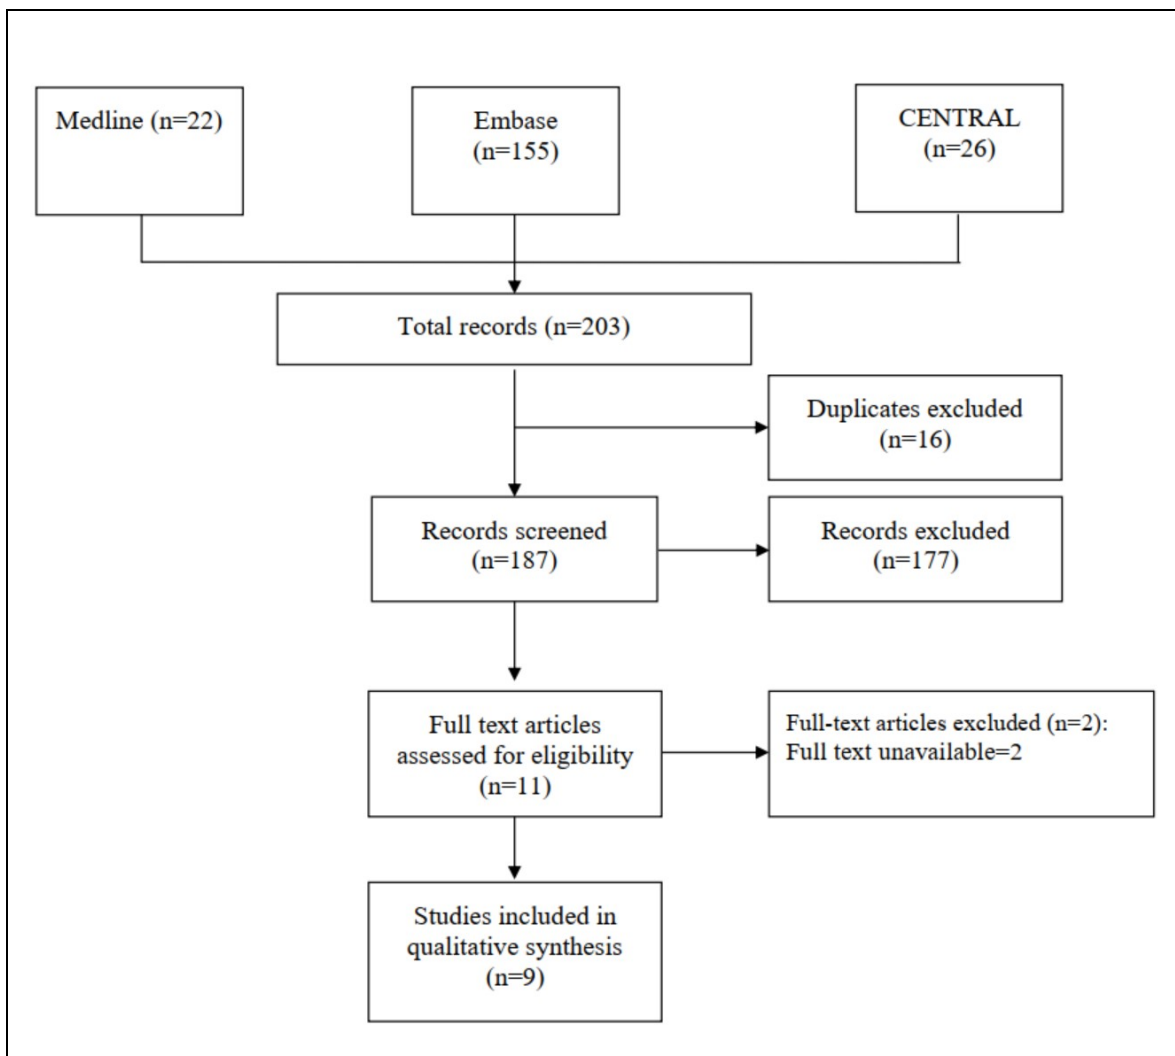 Medline (n=22)
Embase
(n=155)
CENTRAL
(n=26)
Total records (n=203)
Duplicates excluded
(n=16)
Records screened
(n=187)
Records excluded
(n=177)
Full text articles
assessed for eligibility
(n=11)
Full-text articles excluded (n=2):
Full text unavailable=2
Studies included in
qualitative synthesis
(n=9)